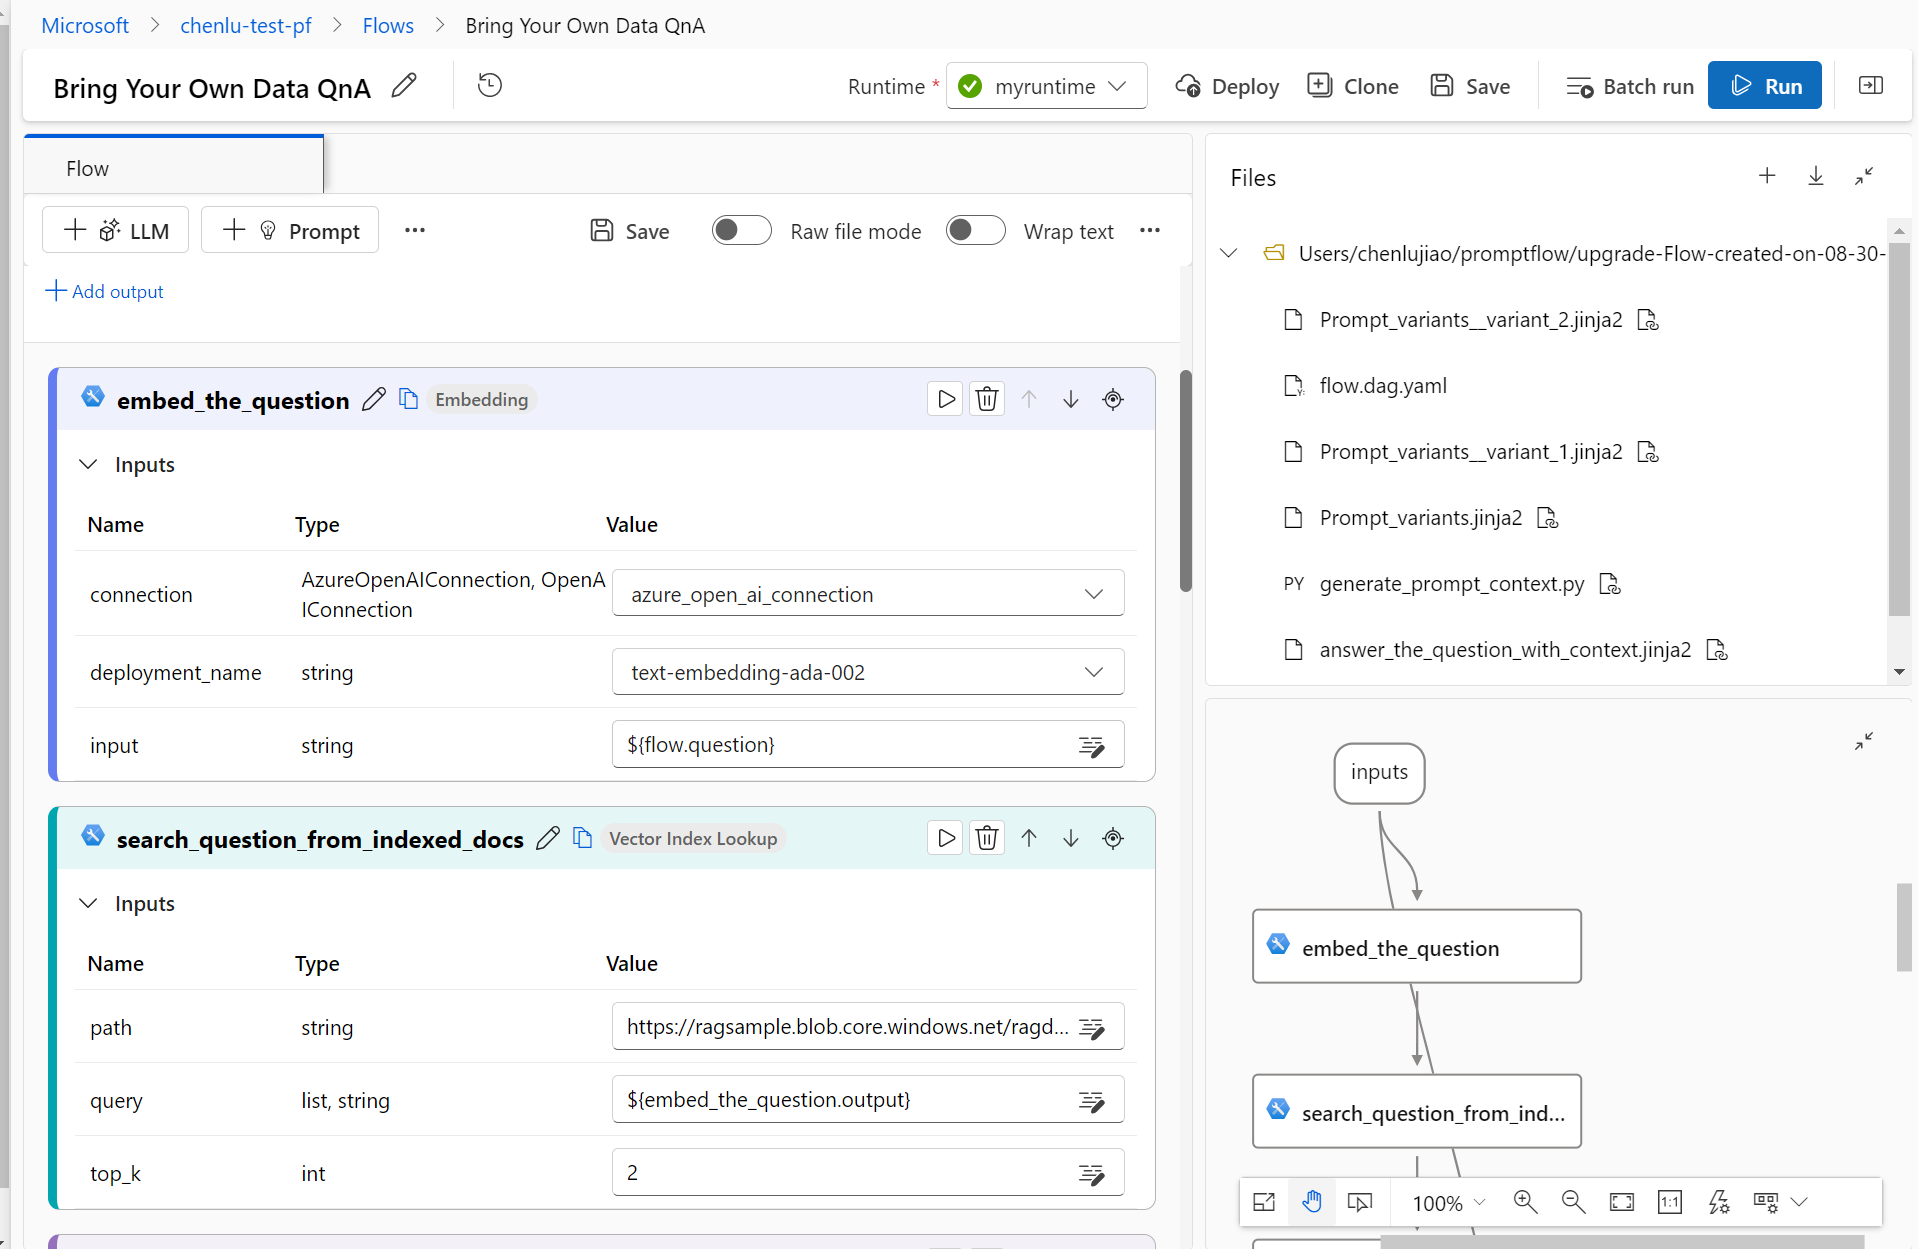 Microsoft > chenlu-test-pf > Flows > Bring Your Own Data QnA
Bring Your Own Data QnA
Runtime * myruntime
Deploy
Clone
Save
Batch run
Run
Flow
LLM
Prompt
Save
Raw file mode
Wrap text
Add output
embed_the_question Embedding
Inputs
Name Type Value
connection AzureOpenAIConnection, OpenA
IConnection azure_open_ai_connection
deployment_name string text-embedding-ada-002
input string ${flow.question}
search_question_from_indexed_docs Vector Index Lookup
Inputs
Name Type Value
path string https://ragsample.blob.core.windows.net/ragd...
query list, string ${embed_the_question.output}
top_k int 2
Files
Users/chenlujiao/promptflow/upgrade-Flow-created-on-08-30-
Prompt_variants__variant_2.jinja2
flow.dag.yaml
Prompt_variants__variant_1.jinja2
Prompt_variants.jinja2
PY generate_prompt_context.py
answer_the_question_with_context.jinja2
inputs
embed_the_question
search_question_from_ind...
100%
1:1